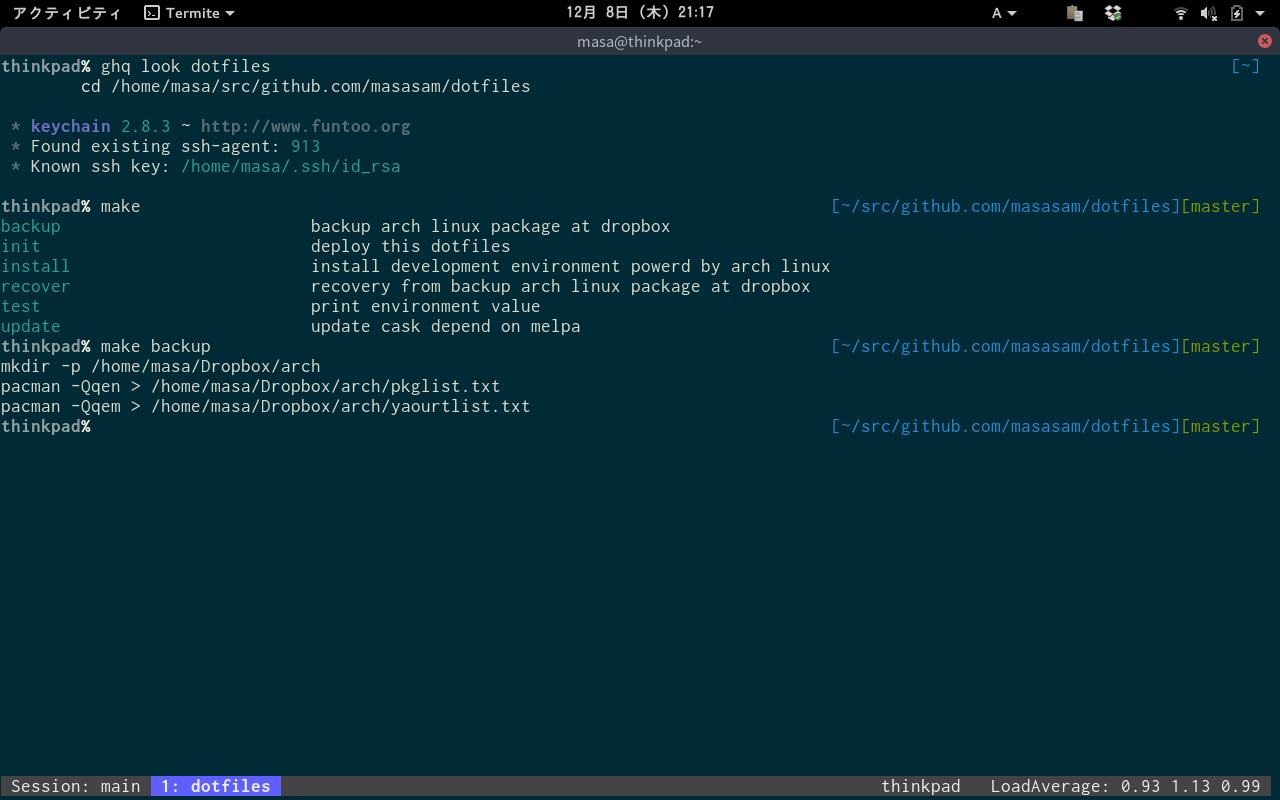 アクティビティ Termite 12月 8日 (木) 21:17 A
masa@thinkpad:~
thinkpad% ghq look dotfiles [~]
cd /home/masa/src/github.com/masasam/dotfiles
* keychain 2.8.3 ~ http://www.funtoo.org
* Found existing ssh-agent: 913
* Known ssh key: /home/masa/.ssh/id_rsa
thinkpad% make [~/src/github.com/masasam/dotfiles][master]
backup backup arch linux package at dropbox
init deploy this dotfiles
install install development environment powerd by arch linux
recover recovery from backup arch linux package at dropbox
test print environment value
update update cask depend on melpa
thinkpad% make backup [~/src/github.com/masasam/dotfiles][master]
mkdir -p /home/masa/Dropbox/arch
pacman -Qqen > /home/masa/Dropbox/arch/pkglist.txt
pacman -Qqem > /home/masa/Dropbox/arch/yaourtlist.txt
thinkpad% [~/src/github.com/masasam/dotfiles][master]
Session: main 1: dotfiles thinkpad LoadAverage: 0.93 1.13 0.99